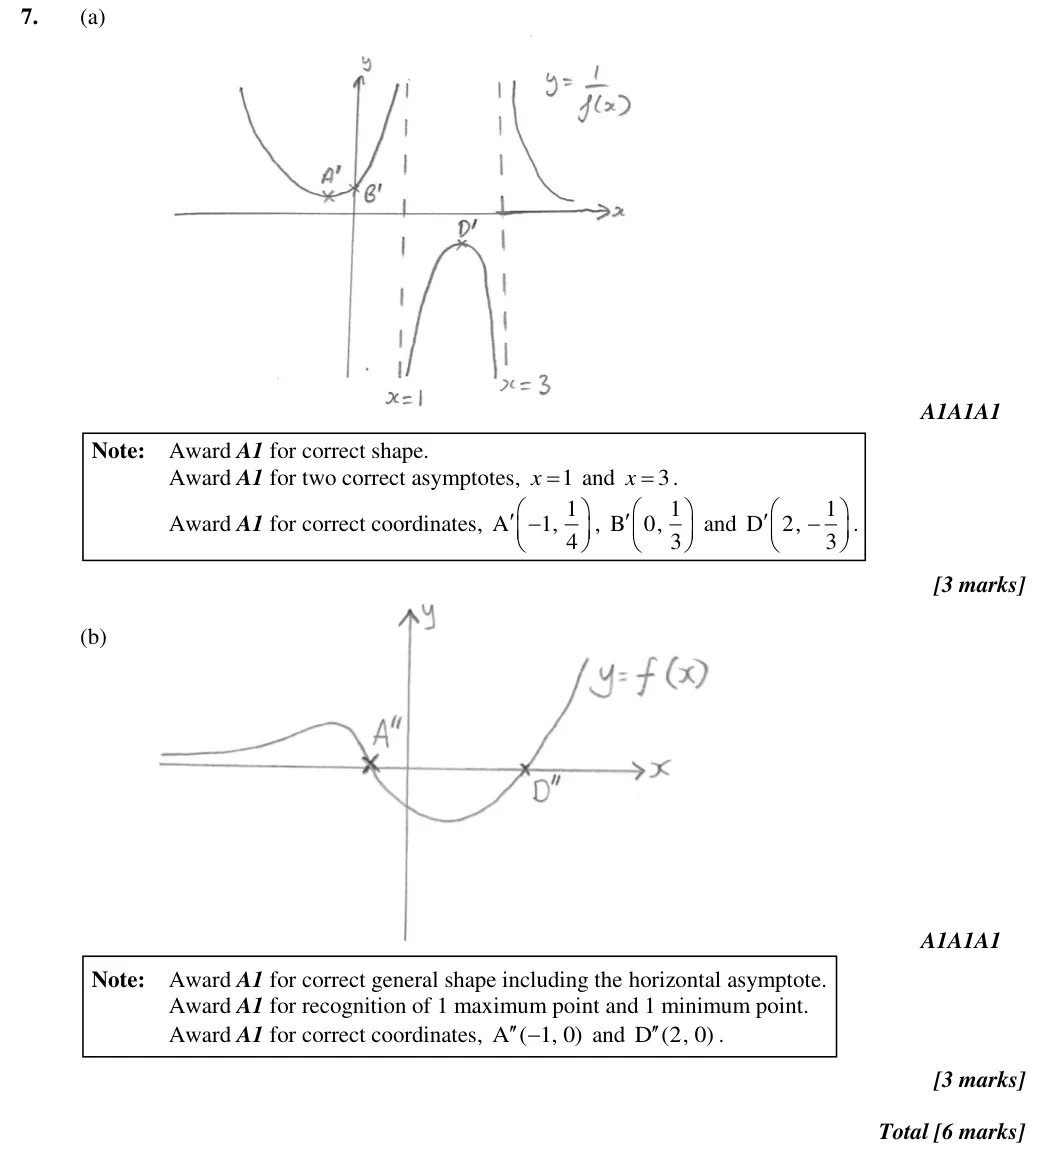 7. (a)
y
y = 1/f(x)
A'
B'
x
D'
x=1
x=3
A1A1A1
Note: Award A1 for correct shape.
Award A1 for two correct asymptotes, x = 1 and x = 3.
Award A1 for correct coordinates, A′(−1, 1/4), B′(0, 1/3) and D′(2, −1/3).
[3 marks]
(b)
y
y=f(x)
A"
x
D"
A1A1A1
Note: Award A1 for correct general shape including the horizontal asymptote.
Award A1 for recognition of 1 maximum point and 1 minimum point.
Award A1 for correct coordinates, A″(−1, 0) and D″(2, 0).
[3 marks]
Total [6 marks]